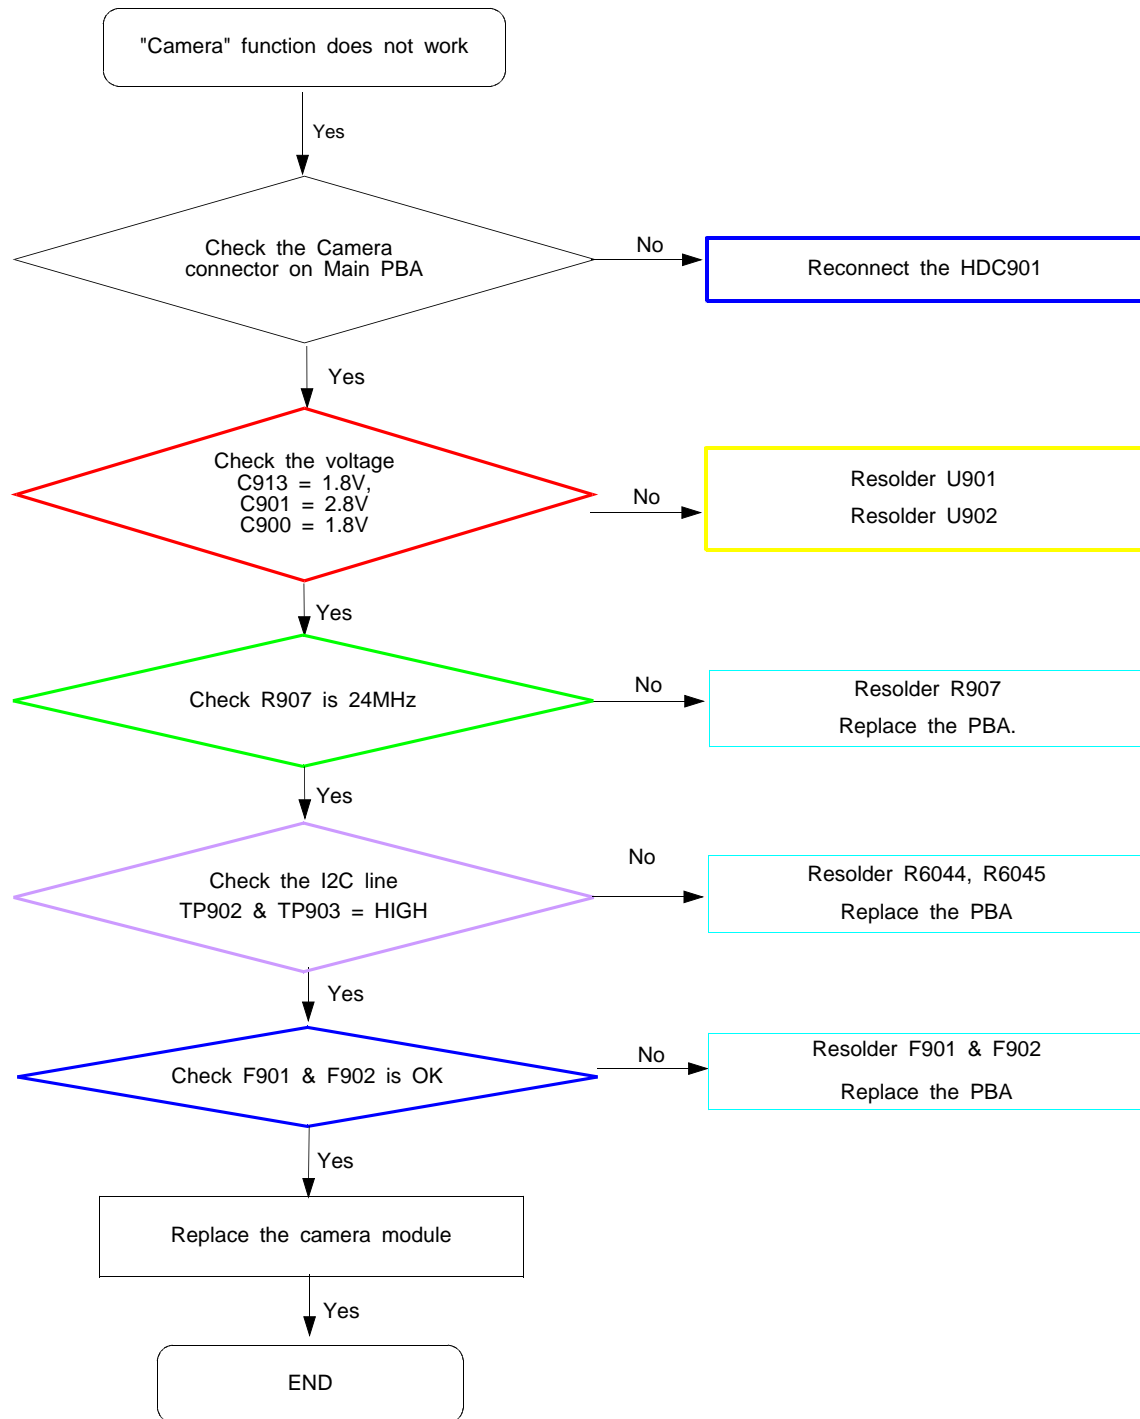 "Camera" function does not work
Yes
Check the Camera
connector on Main PBA
No
Reconnect the HDC901
Yes
Check the voltage
C913 = 1.8V,
C901 = 2.8V
C900 = 1.8V
No
Resolder U901
Resolder U902
Yes
Check R907 is 24MHz
No
Resolder R907
Replace the PBA.
Yes
Check the I2C line
TP902 & TP903 = HIGH
No
Resolder R6044, R6045
Replace the PBA
Yes
Check F901 & F902 is OK
No
Resolder F901 & F902
Replace the PBA
Yes
Replace the camera module
Yes
END